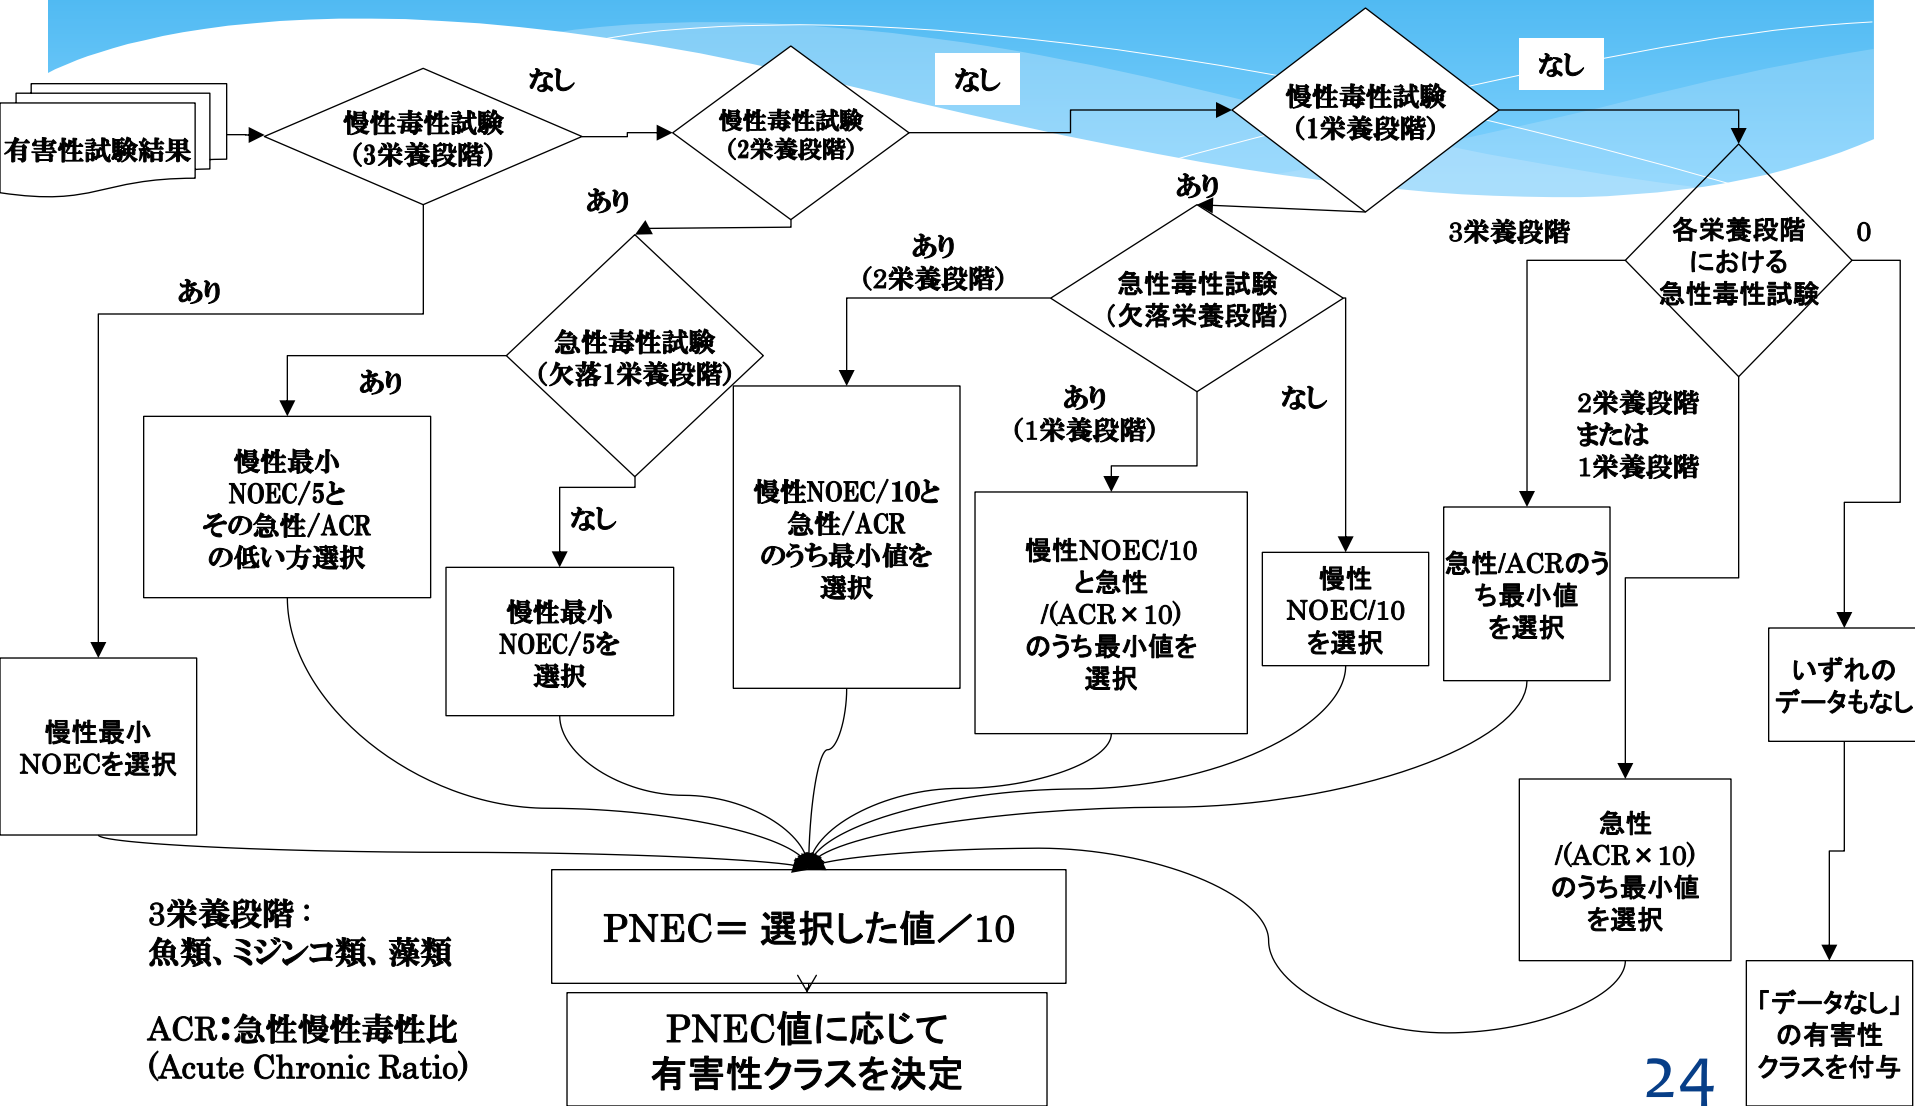 有害性試験結果
慢性毒性試験
(3栄養段階)
なし
慢性毒性試験
(2栄養段階)
なし
慢性毒性試験
(1栄養段階)
なし
あり
あり
あり
急性毒性試験
(欠落1栄養段階)
あり
なし
あり
(2栄養段階)
急性毒性試験
(欠落栄養段階)
あり
(1栄養段階)
なし
3栄養段階
各栄養段階
における
急性毒性試験
0
2栄養段階
または
1栄養段階
慢性最小
NOECを選択
慢性最小
NOEC/5と
その急性/ACR
の低い方選択
慢性最小
NOEC/5を
選択
慢性NOEC/10と
急性/ACR
のうち最小値を
選択
慢性NOEC/10
と急性
/(ACR×10)
のうち最小値を
選択
慢性
NOEC/10
を選択
急性/ACRのう
ち最小値
を選択
急性
/(ACR×10)
のうち最小値
を選択
いずれの
データもなし
「データなし」
の有害性
クラスを付与
PNEC= 選択した値/10
PNEC値に応じて
有害性クラスを決定
3栄養段階:
魚類、ミジンコ類、藻類
ACR:急性慢性毒性比
(Acute Chronic Ratio)
24